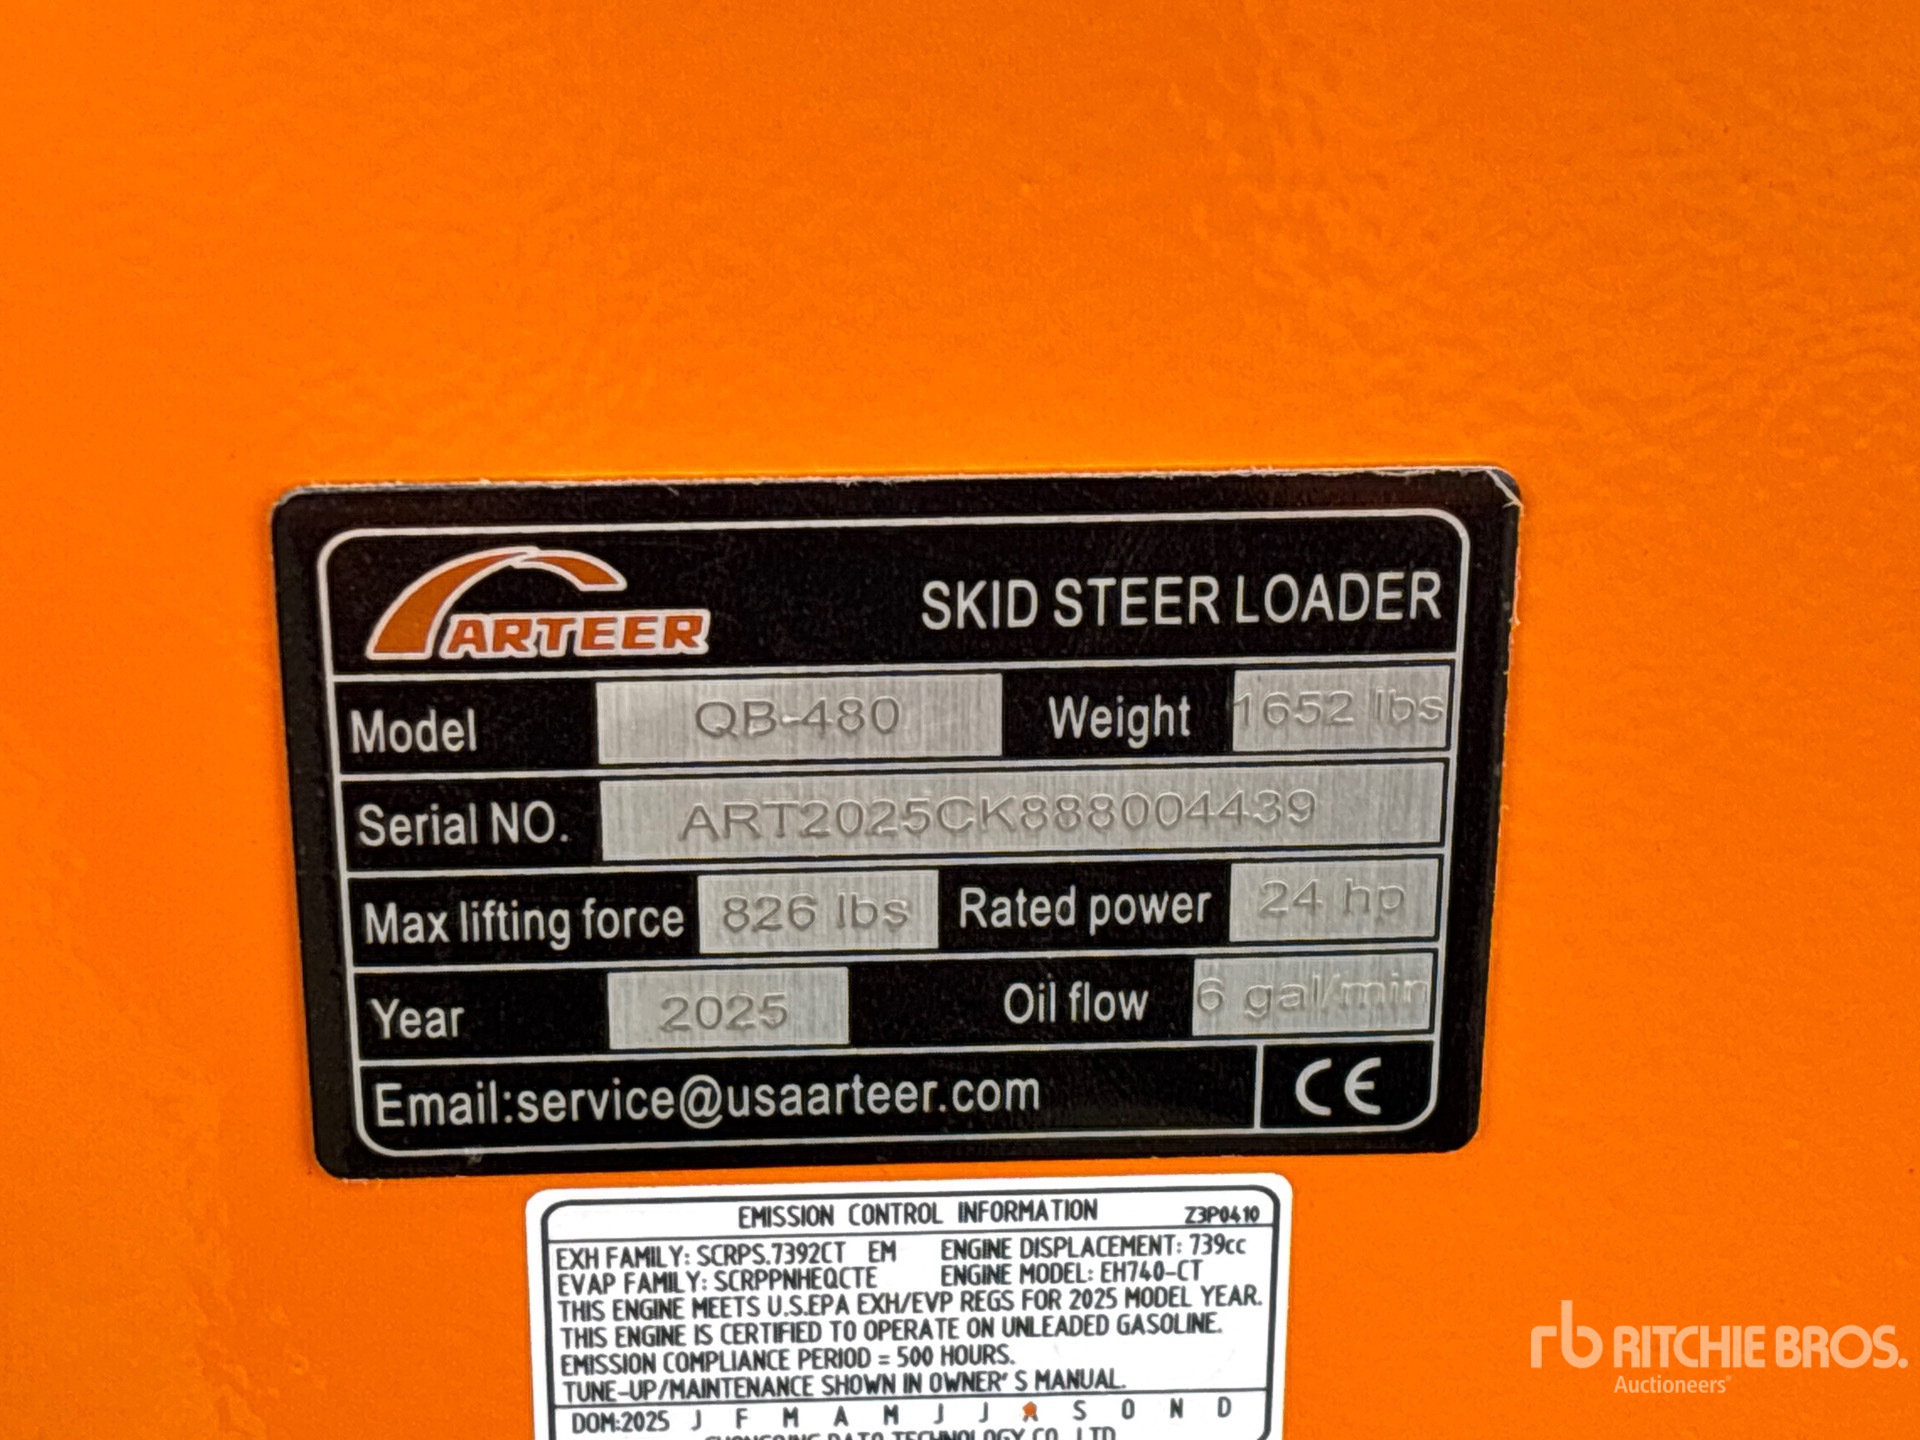 ARTEER SKID STEER LOADER
Model QB-480 Weight 1652 lbs
Serial NO. ART2025CK888004439
Max lifting force 826 lbs Rated power 24 hp
Year 2025 Oil flow 6 gal/min
Email:service@usaarteer.com CE
EMISSION CONTROL INFORMATION Z3P0410
EXH FAMILY: SCRPS.7392CT EM ENGINE DISPLACEMENT: 739cc
EVAP FAMILY: SCRPPNHEQCTE ENGINE MODEL: EH740-CT
THIS ENGINE MEETS U.S.EPA EXH/EVP REGS FOR 2025 MODEL YEAR.
THIS ENGINE IS CERTIFIED TO OPERATE ON UNLEADED GASOLINE.
EMISSION COMPLIANCE PERIOD = 500 HOURS.
TUNE-UP/MAINTENANCE SHOWN IN OWNER'S MANUAL.
DOM:2025 J F M A M J J A S O N D
TECHNOLOGY CO., LTD
rb RITCHIE BROS.
Auctioneers